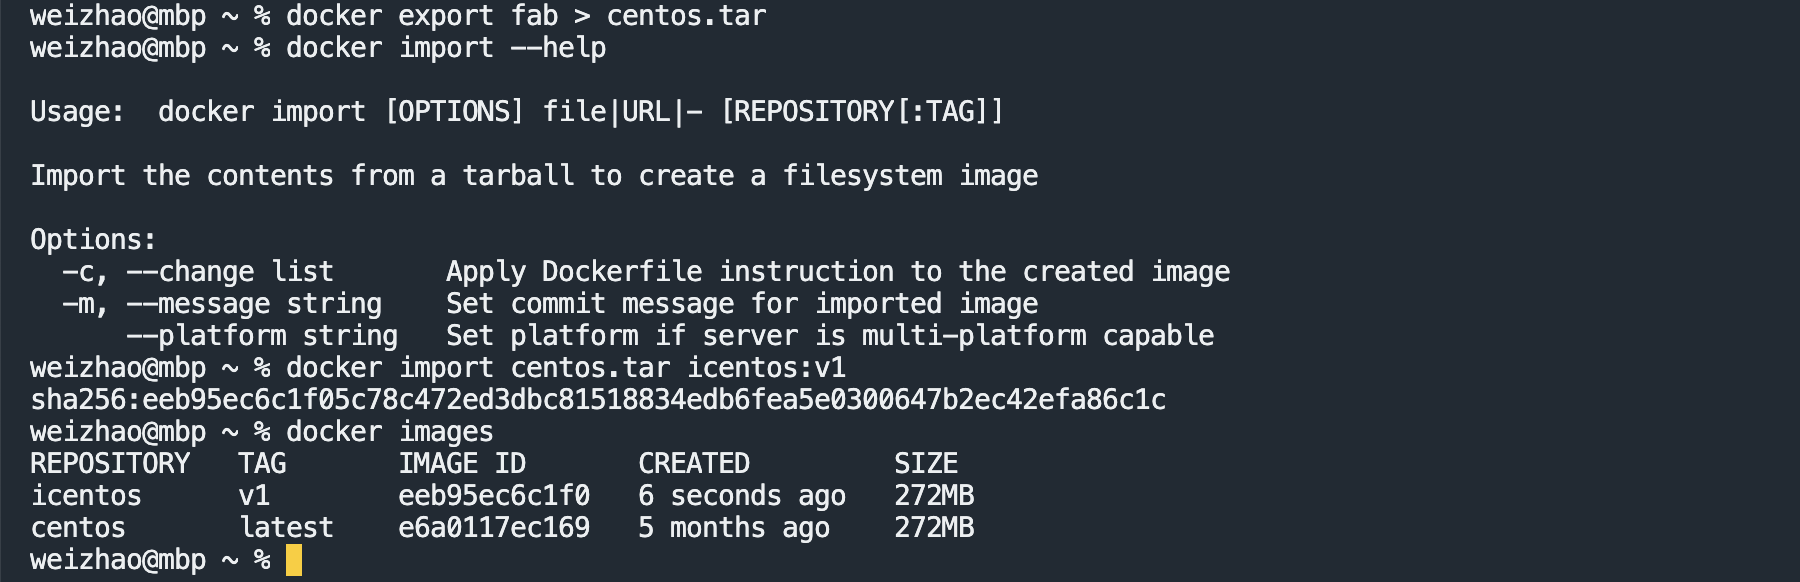 weizhao@mbp ~ % docker export fab > centos.tar
weizhao@mbp ~ % docker import --help

Usage:  docker import [OPTIONS] file|URL|- [REPOSITORY[:TAG]]

Import the contents from a tarball to create a filesystem image

Options:
  -c, --change list       Apply Dockerfile instruction to the created image
  -m, --message string    Set commit message for imported image
      --platform string   Set platform if server is multi-platform capable
weizhao@mbp ~ % docker import centos.tar icentos:v1
sha256:eeb95ec6c1f05c78c472ed3dbc81518834edb6fea5e0300647b2ec42efa86c1c
weizhao@mbp ~ % docker images
REPOSITORY   TAG       IMAGE ID       CREATED         SIZE
icentos      v1        eeb95ec6c1f0   6 seconds ago   272MB
centos       latest    e6a0117ec169   5 months ago    272MB
weizhao@mbp ~ %